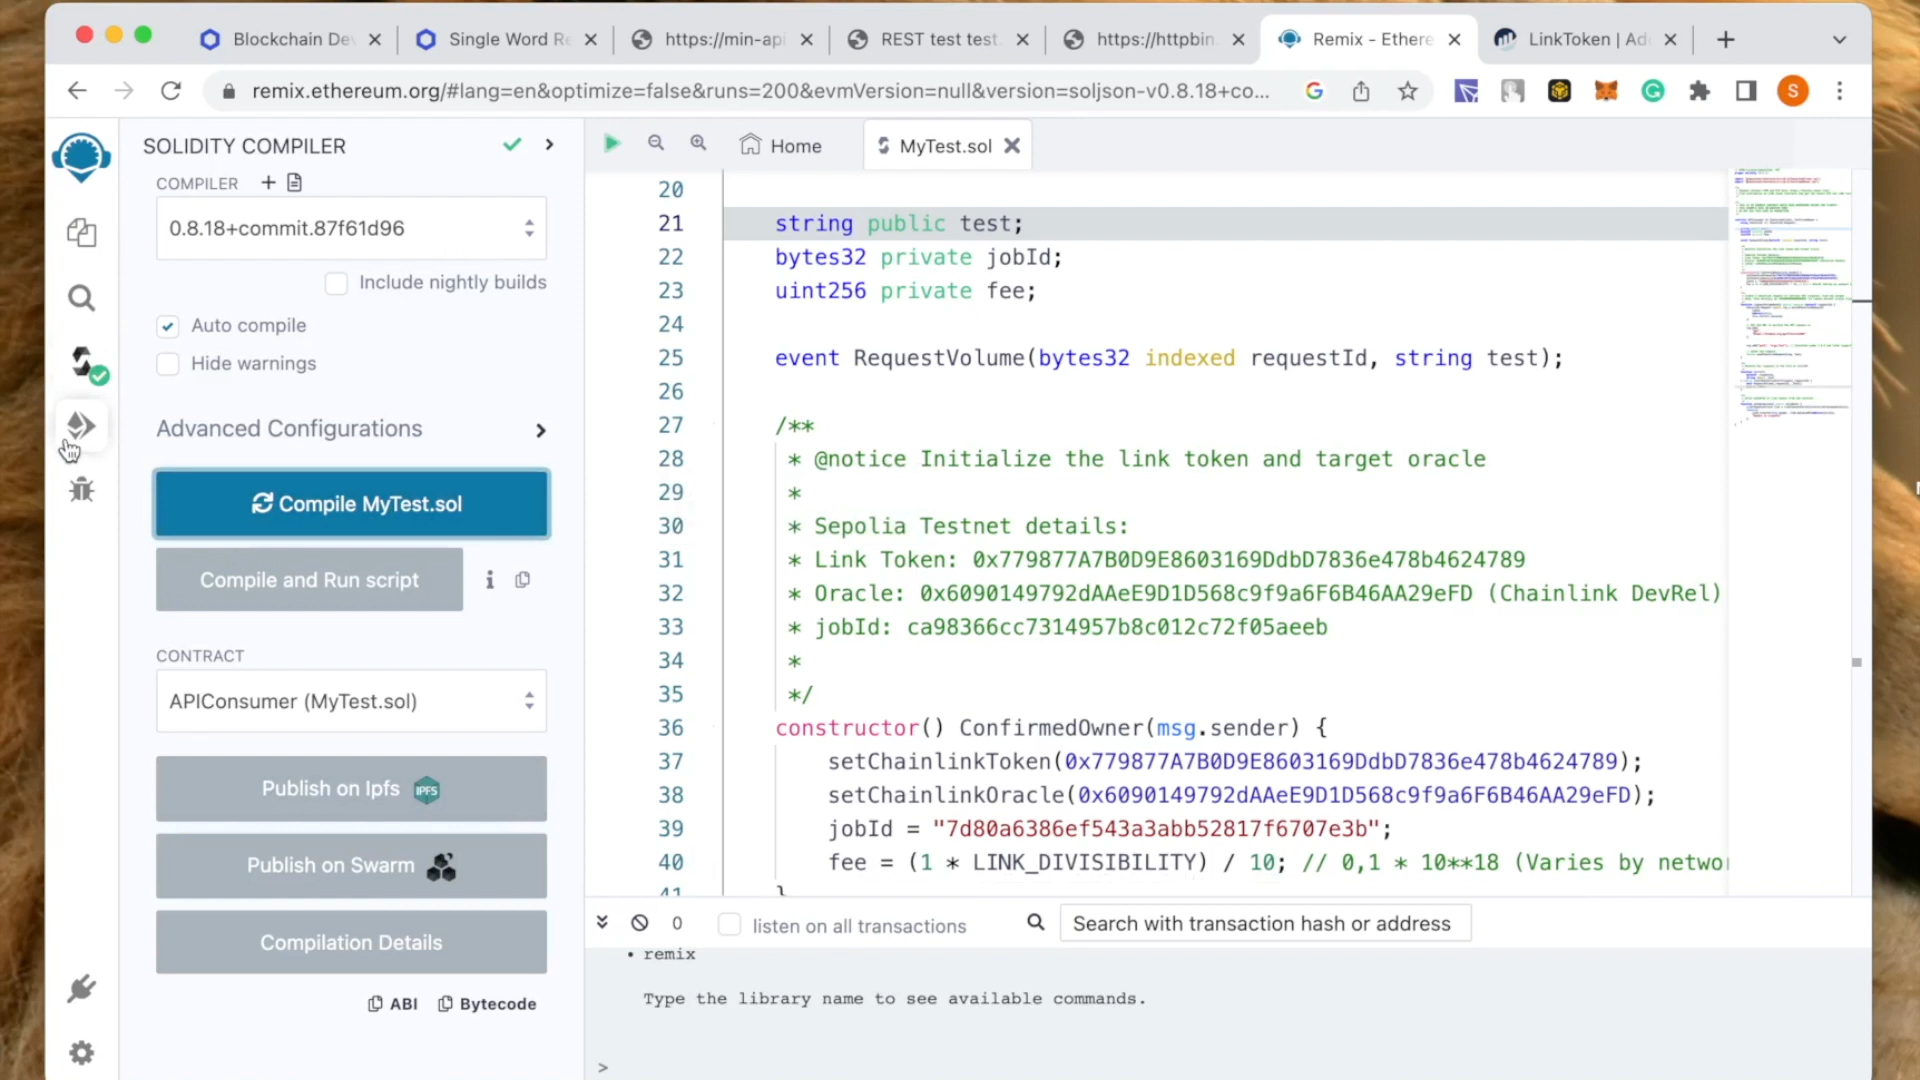 Blockchain De
Single Word Re
https://min-api
REST test test.
https://httpbin.
Remix - Ethere
LinkToken | Ad
remix.ethereum.org/#lang=en&optimize=false&runs=200&evmVersion=null&version=soljson-v0.8.18+co...
S
SOLIDITY COMPILER
COMPILER
0.8.18+commit.87f61d96
Include nightly builds
Auto compile
Hide warnings
Advanced Configurations
Compile MyTest.sol
Compile and Run script
CONTRACT
APIConsumer (MyTest.sol)
Publish on Ipfs IPFS
Publish on Swarm
Compilation Details
ABI Bytecode
Home
MyTest.sol
20
21 string public test;
22 bytes32 private jobId;
23 uint256 private fee;
24
25 event RequestVolume(bytes32 indexed requestId, string test);
26
27 /**
28 * @notice Initialize the link token and target oracle
29 *
30 * Sepolia Testnet details:
31 * Link Token: 0x779877A7B0D9E8603169DdbD7836e478b4624789
32 * Oracle: 0x6090149792dAAeE9D1D568c9f9a6F6B46AA29eFD (Chainlink DevRel)
33 * jobId: ca98366cc7314957b8c012c72f05aeeb
34 *
35 */
36 constructor() ConfirmedOwner(msg.sender) {
37 setChainlinkToken(0x779877A7B0D9E8603169DdbD7836e478b4624789);
38 setChainlinkOracle(0x6090149792dAAeE9D1D568c9f9a6F6B46AA29eFD);
39 jobId = "7d80a6386ef543a3abb52817f6707e3b";
40 fee = (1 * LINK_DIVISIBILITY) / 10; // 0,1 * 10**18 (Varies by networ
41 }
0 listen on all transactions
Search with transaction hash or address
• remix
Type the library name to see available commands.
>